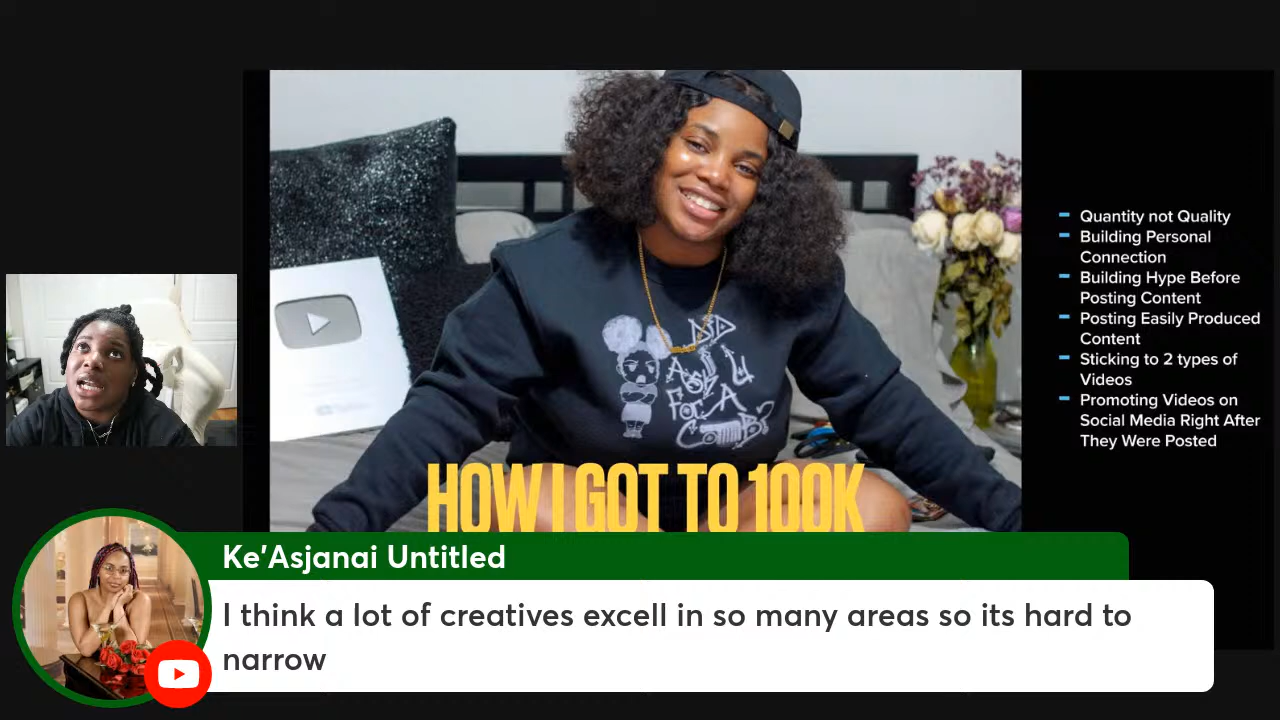 Quantity not Quality
Building Personal
Connection
Building Hype Before
Posting Content
Posting Easily Produced
Content
Sticking to 2 types of
Videos
Promoting Videos on
Social Media Right After
They Were Posted
HOW I GOT TO 100K
Ke'Asjanai Untitled
I think a lot of creatives excell in so many areas so its hard to
narrow